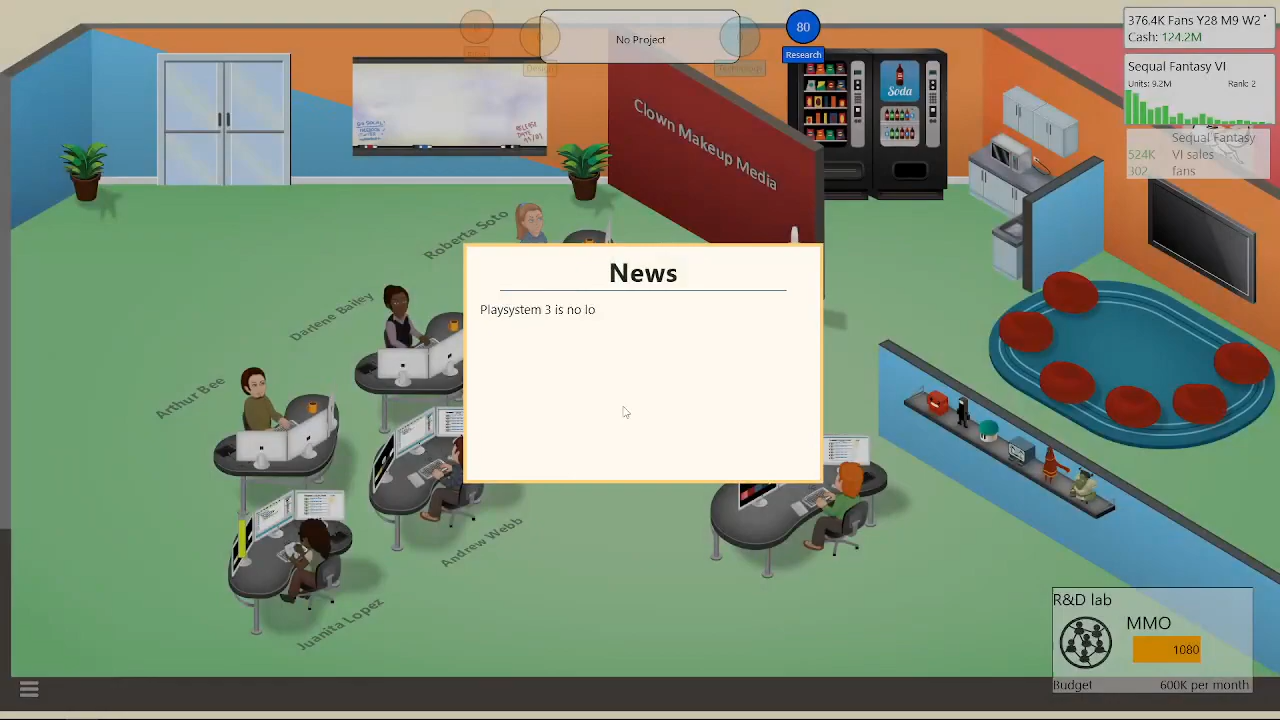 No Project
80
Research
376.4K Fans Y28 M9 W2
Cash: 124.2M
Sequal Fantasy VI
Units: 9.2M Rank: 2
524K Sequal Fantasy VI sales
302 fans
Soda
Clown Makeup Media
Roberta Soto
Darlene Bailey
Arthur Bee
News
Playsystem 3 is no lo
Andrew Webb
Juanita Lopez
R&D lab
MMO
1080
Budget 600K per month